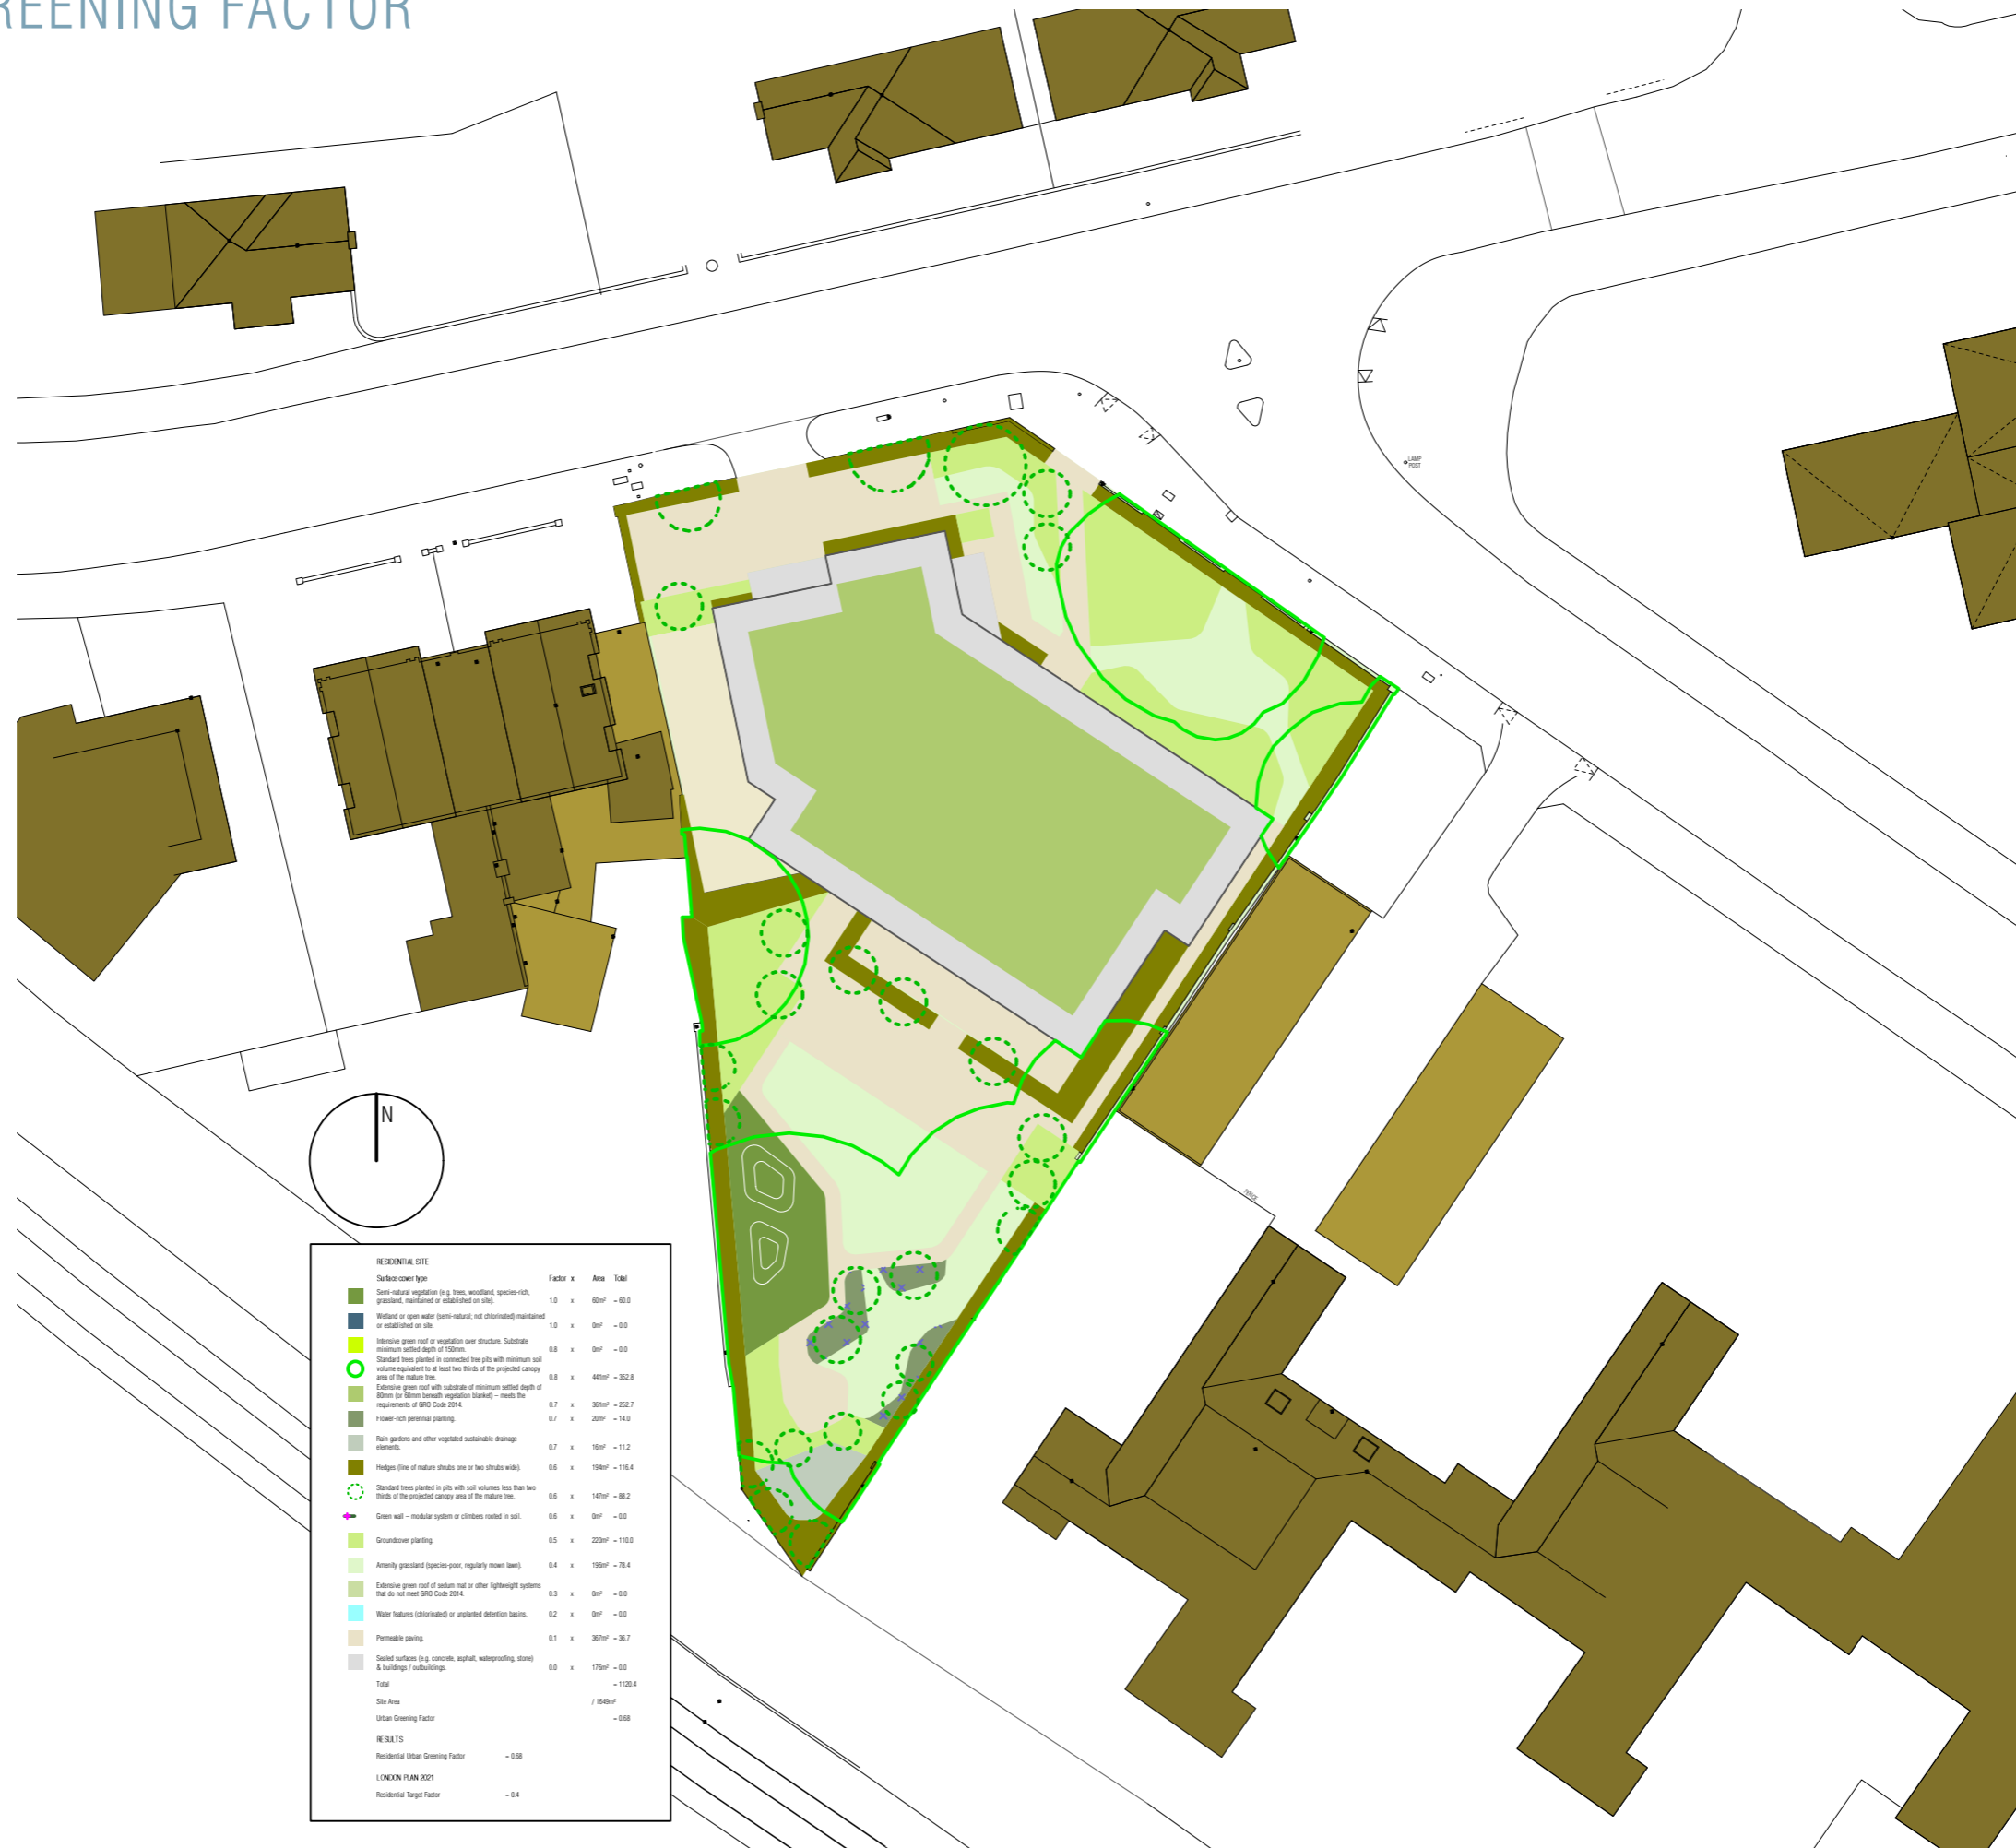 REENING FACTOR
LAMP
POST
N
FENCE
RESIDENTIAL SITE
Surface cover type Factor x Area Total
Semi-natural vegetation (e.g. trees, woodland, species-rich,
grassland, maintained or established on site). 1.0 x 60m² = 60.0
Wetland or open water (semi-natural; not chlorinated) maintained
or established on site. 1.0 x 0m² = 0.0
Intensive green roof or vegetation over structure. Substrate
minimum settled depth of 150mm. 0.8 x 0m² = 0.0
Standard trees planted in connected tree pits with minimum soil
volume equivalent to at least two thirds of the projected canopy
area of the mature tree. 0.8 x 441m² = 352.8
Extensive green roof with substrate of minimum settled depth of
80mm (or 60mm beneath vegetation blanket) – meets the
requirements of GRO Code 2014. 0.7 x 361m² = 252.7
Flower-rich perennial planting. 0.7 x 20m² = 14.0
Rain gardens and other vegetated sustainable drainage
elements. 0.7 x 16m² = 11.2
Hedges (line of mature shrubs one or two shrubs wide). 0.6 x 194m² = 116.4
Standard trees planted in pits with soil volumes less than two
thirds of the projected canopy area of the mature tree. 0.6 x 147m² = 88.2
Green wall – modular system or climbers rooted in soil. 0.6 x 0m² = 0.0
Groundcover planting. 0.5 x 220m² = 110.0
Amenity grassland (species-poor, regularly mown lawn). 0.4 x 196m² = 78.4
Extensive green roof of sedum mat or other lightweight systems
that do not meet GRO Code 2014. 0.3 x 0m² = 0.0
Water features (chlorinated) or unplanted detention basins. 0.2 x 0m² = 0.0
Permeable paving. 0.1 x 367m² = 36.7
Sealed surfaces (e.g. concrete, asphalt, waterproofing, stone)
& buildings / outbuildings. 0.0 x 176m² = 0.0
Total = 1120.4
Site Area / 1649m²
Urban Greening Factor = 0.68
RESULTS
Residential Urban Greening Factor = 0.68
LONDON PLAN 2021
Residential Target Factor = 0.4